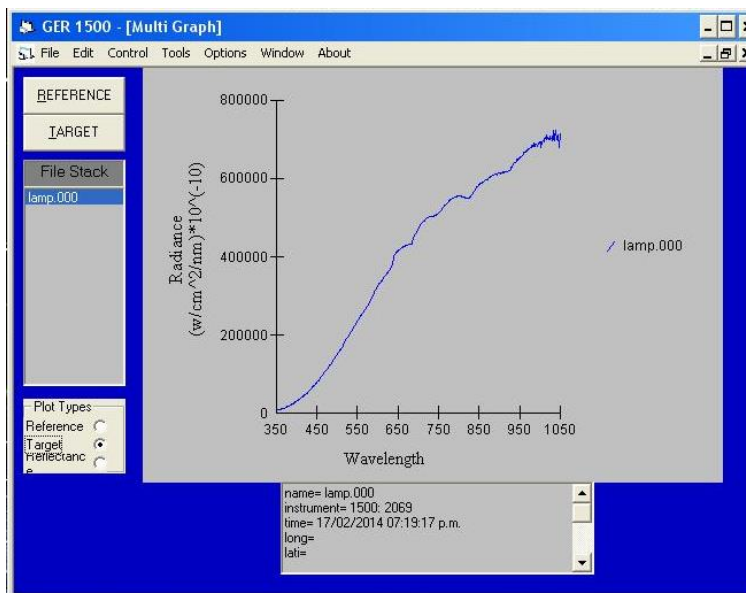 GER 1500 - [Multi Graph]
File Edit Control Tools Options Window About
REFERENCE
TARGET
File Stack
lamp.000
Plot Types
Reference
Target
Reflectanc
e
800000
600000
400000
200000
0
Radiance
(w/cm^2/nm)*10^(-10)
350 450 550 650 750 850 950 1050
Wavelength
lamp.000
name= lamp.000
instrument= 1500: 2069
time= 17/02/2014 07:19:17 p.m.
long=
lati=